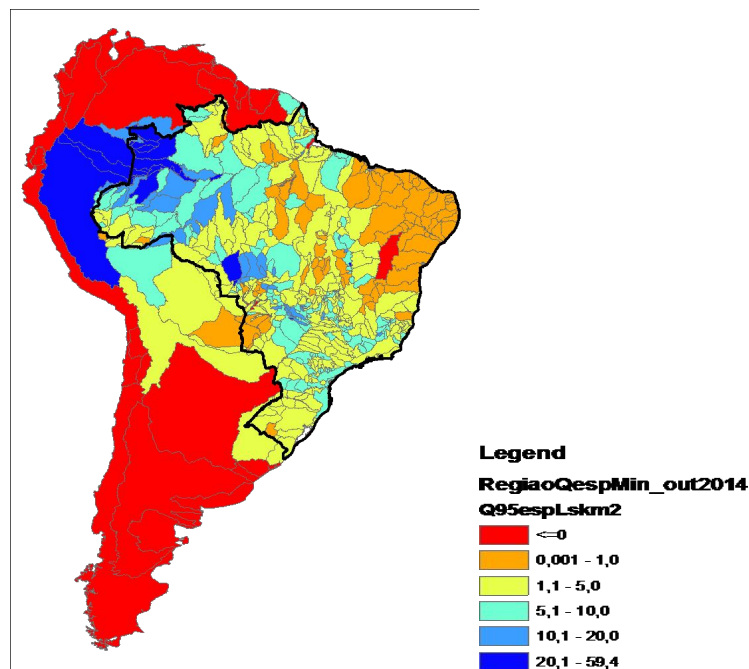 Legend
RegiaoQespMin_out2014
Q95espLskm2
<=0
0,001 - 1,0
1,1 - 5,0
5,1 - 10,0
10,1 - 20,0
20,1 - 59,4